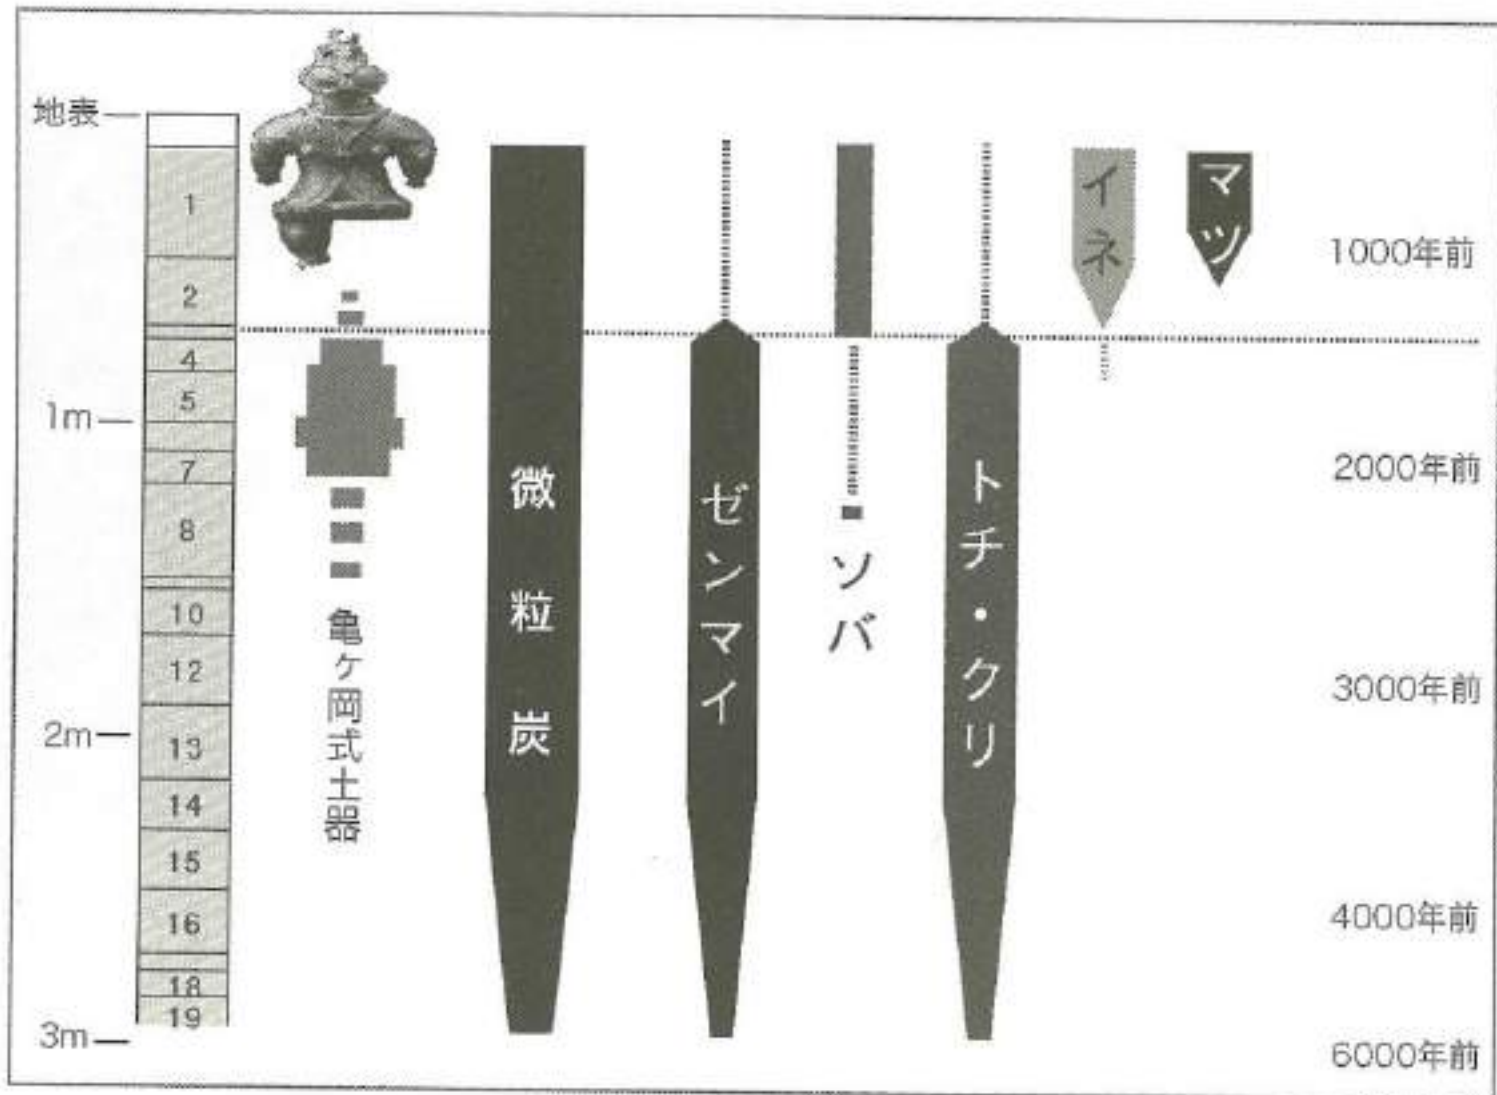 地表
1
2
4
5
1m
7
8
10
12
2m
13
14
15
16
18
19
3m
亀ヶ岡式土器
微粒炭
ゼンマイ
ソバ
トチ・クリ
イネ
マツ
1000年前
2000年前
3000年前
4000年前
6000年前